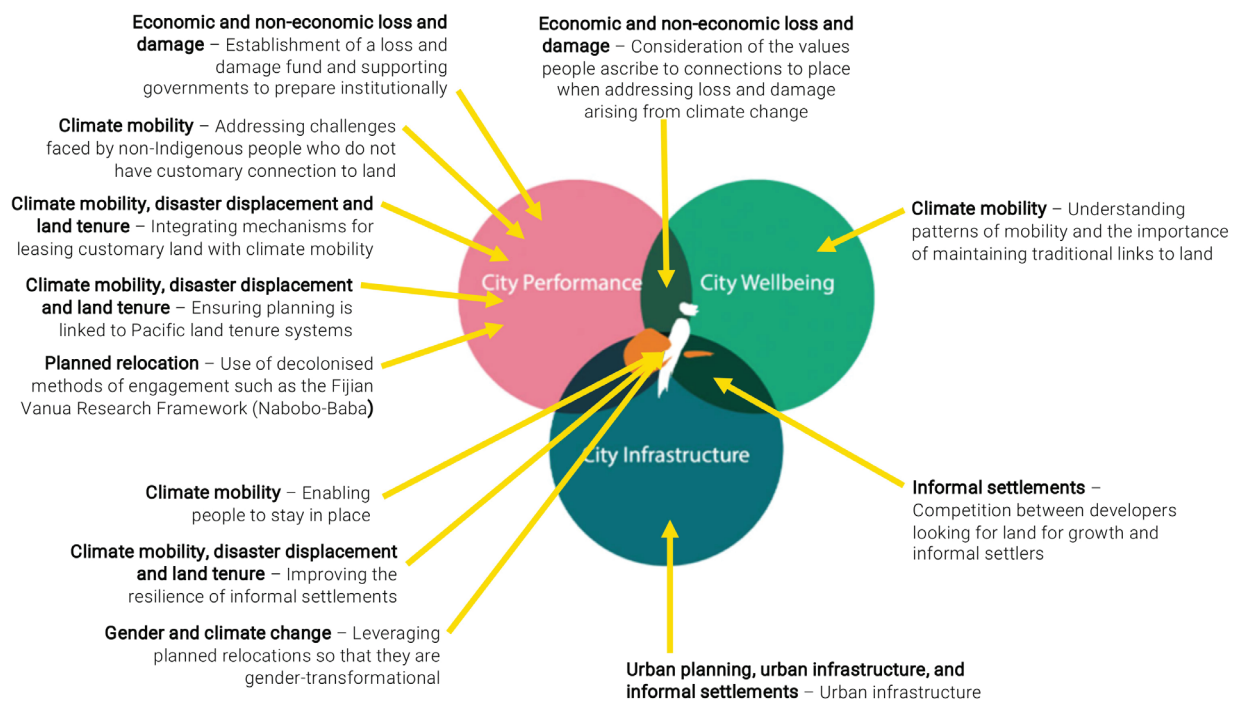 Economic and non-economic loss and
damage – Establishment of a loss and
damage fund and supporting
governments to prepare institutionally
Economic and non-economic loss and
damage – Consideration of the values
people ascribe to connections to place
when addressing loss and damage
arising from climate change
Climate mobility – Addressing challenges
faced by non-Indigenous people who do not
have customary connection to land
Climate mobility, disaster displacement and
land tenure – Integrating mechanisms for
leasing customary land with climate mobility
Climate mobility – Understanding
patterns of mobility and the importance
of maintaining traditional links to land
Climate mobility, disaster displacement
and land tenure – Ensuring planning is
linked to Pacific land tenure systems
City Performance
City Wellbeing
Planned relocation – Use of decolonised
methods of engagement such as the Fijian
Vanua Research Framework (Nabobo-Baba)
City Infrastructure
Climate mobility – Enabling
people to stay in place
Informal settlements –
Competition between developers
looking for land for growth and
informal settlers
Climate mobility, disaster displacement
and land tenure – Improving the
resilience of informal settlements
Gender and climate change – Leveraging
planned relocations so that they are
gender-transformational
Urban planning, urban infrastructure, and
informal settlements – Urban infrastructure